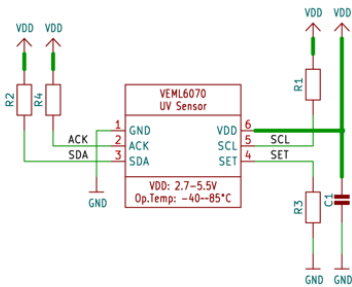 VDD VDD VDD VDD
R2 R4 R1
VEML6070
UV Sensor
1 GND VDD 6
ACK 2 ACK SCL 5 SCL
SDA 3 SDA SET 4 SET
VDD: 2.7-5.5V
Op.Temp: -40--85°C
GND R3 C1
GND GND